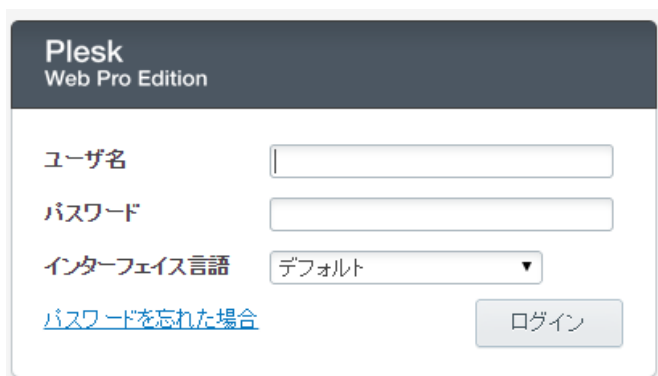 Plesk
Web Pro Edition
ユーザ名
パスワード
インターフェイス言語 デフォルト
パスワードを忘れた場合 ログイン